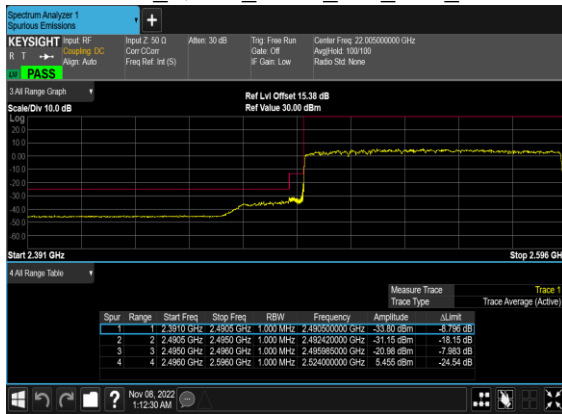 Spectrum Analyzer 1
Spurious Emissions
KEYSIGHT Input: RF Input Z: 50 Ω Atten: 30 dB Trig: Free Run Center Freq: 22.005000000 GHz
R T Coupling: DC Corr CCorr Gate: Off Avg|Hold: 100/100
Align: Auto Freq Ref: Int (S) IF Gain: Low Radio Std: None
PASS
3 All Range Graph
Ref Lvl Offset 15.38 dB
Scale/Div 10.0 dB Ref Value 30.00 dBm
Log
20.0
10.0
0.00
-10.0
-20.0
-30.0
-40.0
-50.0
-60.0
Start 2.391 GHz Stop 2.596 GH
4 All Range Table
Measure Trace Trace 1
Trace Type Trace Average (Active)
Spur Range Start Freq Stop Freq RBW Frequency Amplitude ΔLimit
1 1 2.3910 GHz 2.4905 GHz 1.000 MHz 2.490500000 GHz -33.80 dBm -8.796 dB
2 2 2.4905 GHz 2.4950 GHz 1.000 MHz 2.492420000 GHz -31.15 dBm -18.15 dB
3 3 2.4950 GHz 2.4960 GHz 1.000 MHz 2.495985000 GHz -20.98 dBm -7.983 dB
4 4 2.4960 GHz 2.5960 GHz 1.000 MHz 2.524000000 GHz 5.455 dBm -24.54 dB
Nov 08, 2022
1:12:30 AM